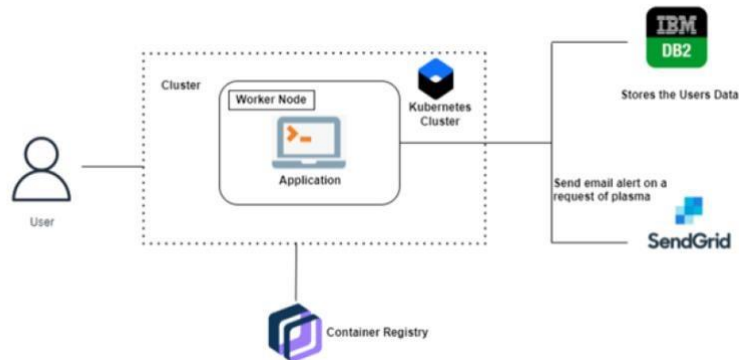 IBM
DB2
Stores the Users Data
Cluster
Worker Node
Kubernetes
Cluster
Application
User
Send email alert on a
request of plasma
SendGrid
Container Registry